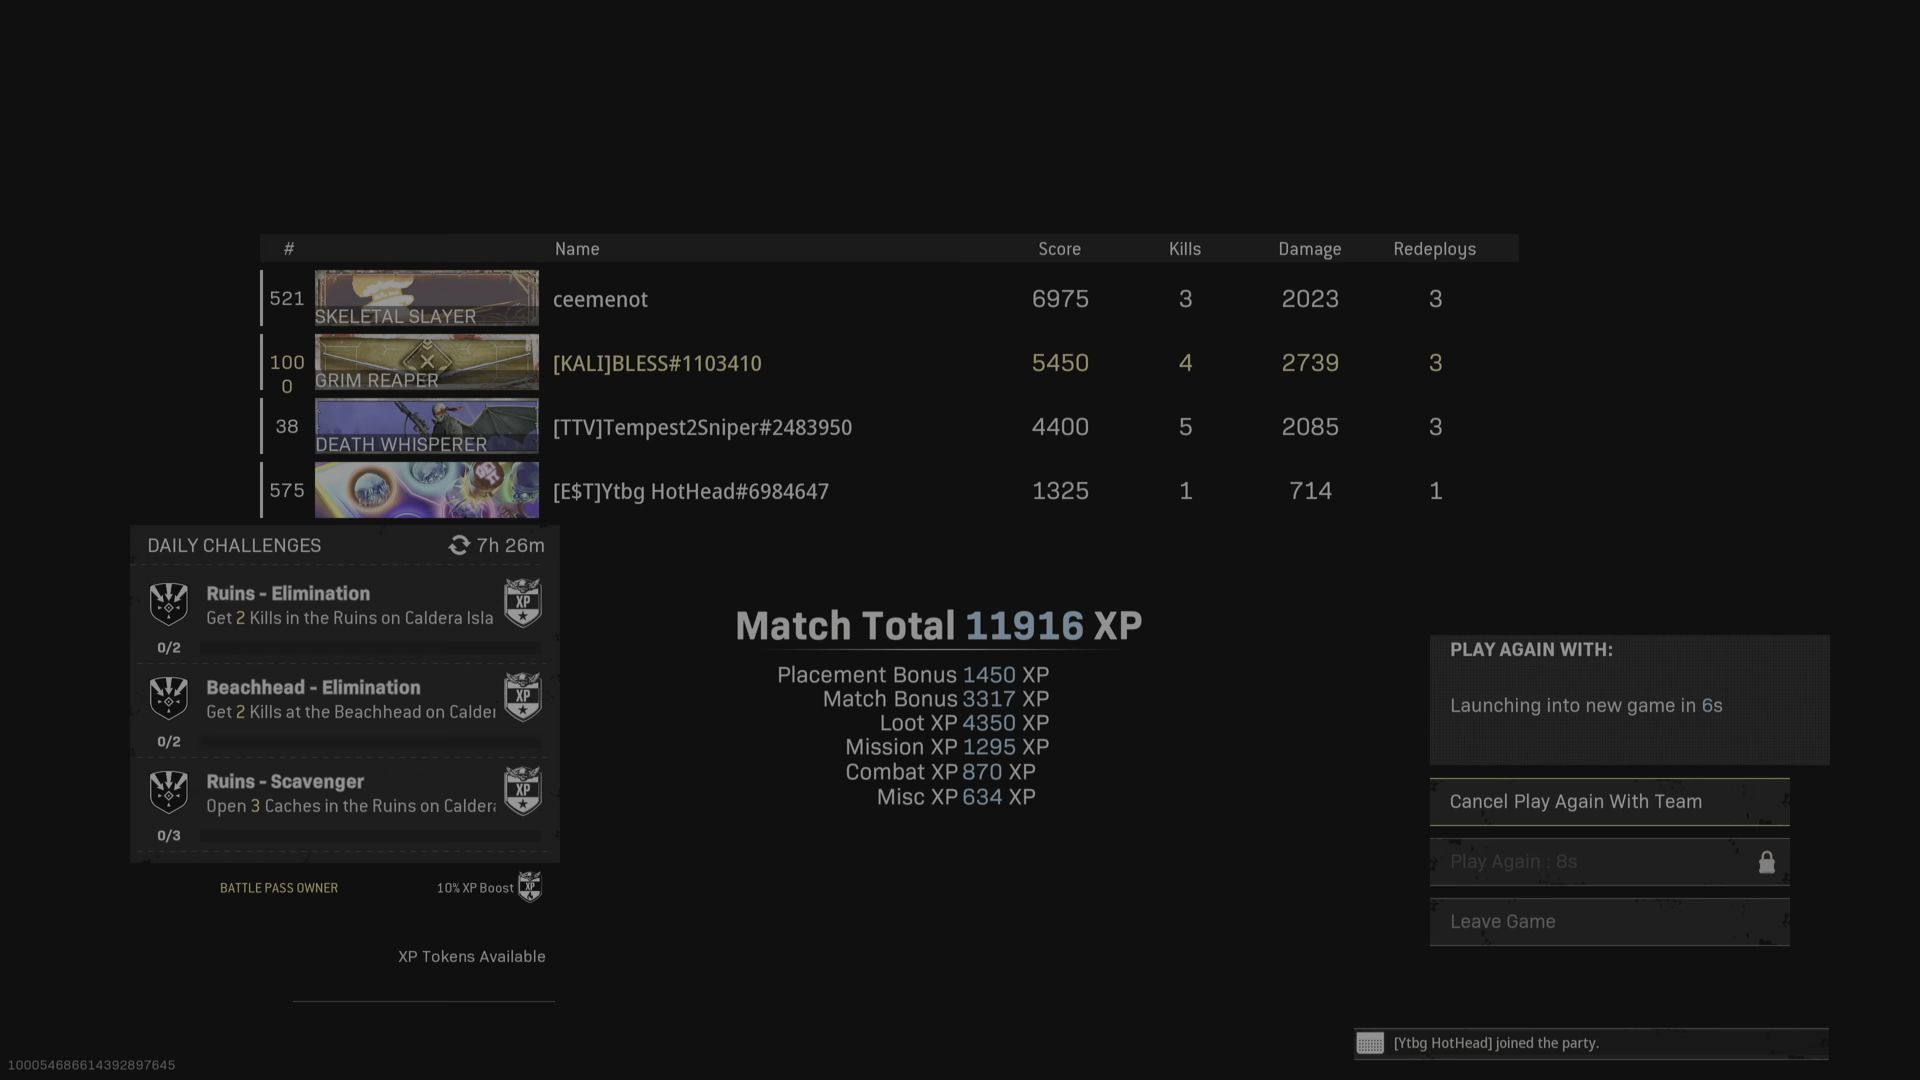 # Name Score Kills Damage Redeploys
521 SKELETAL SLAYER ceemenot 6975 3 2023 3
1000 GRIM REAPER [KALI]BLESS#1103410 5450 4 2739 3
38 DEATH WHISPERER [TTV]Tempest2Sniper#2483950 4400 5 2085 3
575 [E$T]Ytbg HotHead#6984647 1325 1 714 1
DAILY CHALLENGES 7h 26m
Ruins - Elimination
Get 2 Kills in the Ruins on Caldera Isla
XP
0/2
Beachhead - Elimination
Get 2 Kills at the Beachhead on Calder
XP
0/2
Ruins - Scavenger
Open 3 Caches in the Ruins on Caldera
XP
0/3
BATTLE PASS OWNER 10% XP Boost XP
XP Tokens Available
Match Total 11916 XP
Placement Bonus 1450 XP
Match Bonus 3317 XP
Loot XP 4350 XP
Mission XP 1295 XP
Combat XP 870 XP
Misc XP 634 XP
PLAY AGAIN WITH:
Launching into new game in 6s
Cancel Play Again With Team
Play Again : 8s
Leave Game
[Ytbg HotHead] joined the party.
100054686614392897645